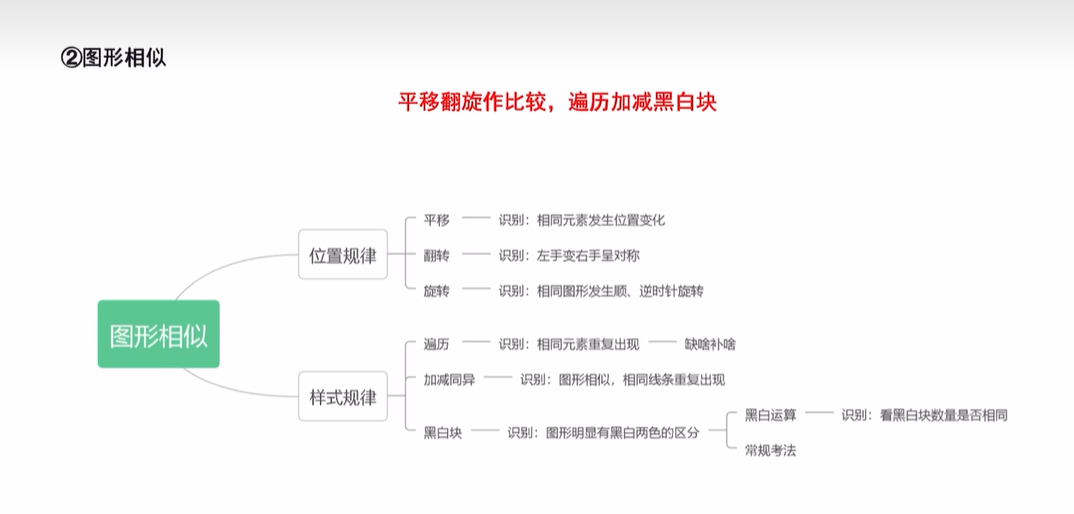 ②图形相似
平移翻旋作比较，遍历加减黑白块
图形相似
位置规律
平移
识别：相同元素发生位置变化
翻转
识别：左手变右手呈对称
旋转
识别：相同图形发生顺、逆时针旋转
样式规律
遍历
识别：相同元素重复出现
缺啥补啥
加减同异
识别：图形相似，相同线条重复出现
黑白块
识别：图形明显有黑白两色的区分
黑白运算
识别：看黑白块数量是否相同
常规考法